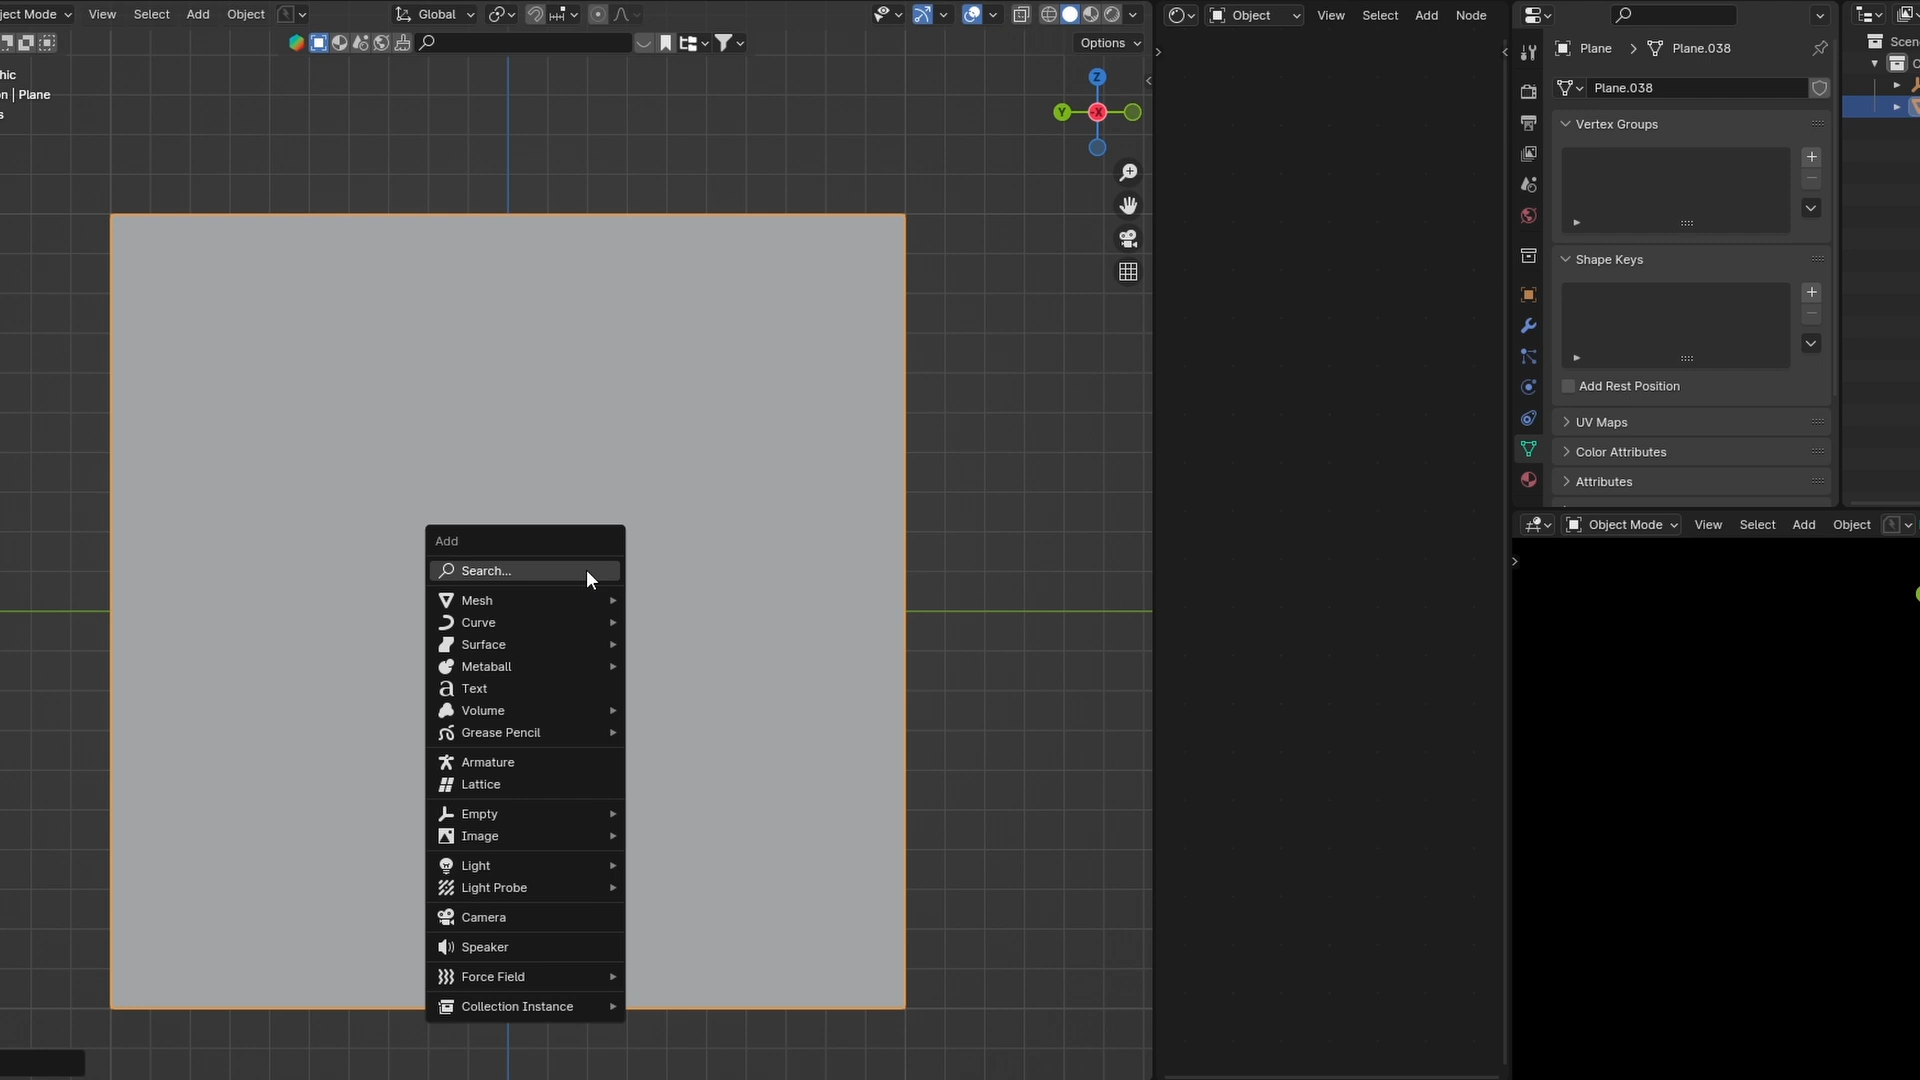 ject Mode View Select Add Object Global
Options
hic
n | Plane
s
Z
Y
X
Add
Search...
Mesh
Curve
Surface
Metaball
Text
Volume
Grease Pencil
Armature
Lattice
Empty
Image
Light
Light Probe
Camera
Speaker
Force Field
Collection Instance
Object View Select Add Node
Plane Plane.038
Plane.038
Vertex Groups
Shape Keys
Add Rest Position
UV Maps
Color Attributes
Attributes
Object Mode View Select Add Object
Scen
C